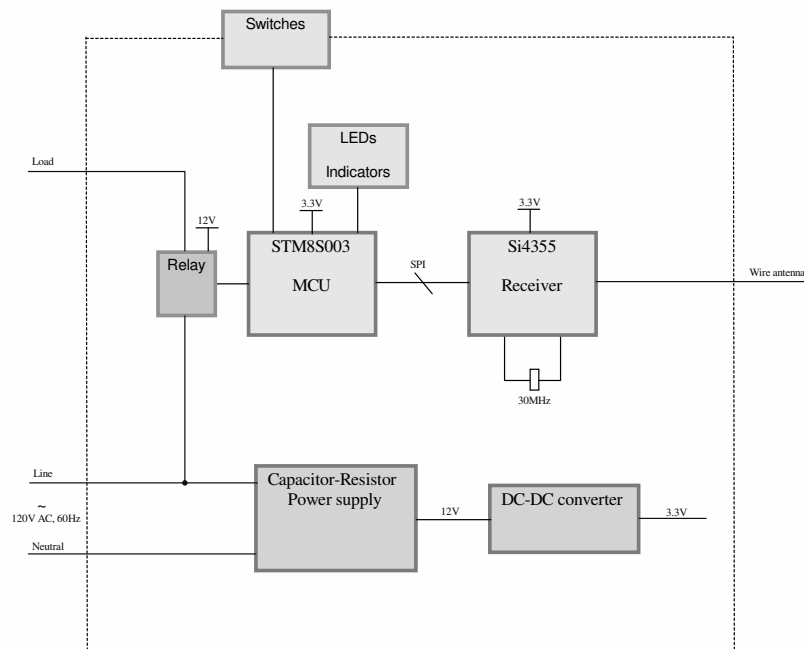 Switches
LEDs
Indicators
Load
12V
3.3V
3.3V
Relay
STM8S003
MCU
SPI
Si4355
Receiver
Wire antenna
30MHz
Line
~
120V AC, 60Hz
Neutral
Capacitor-Resistor
Power supply
12V
DC-DC converter
3.3V